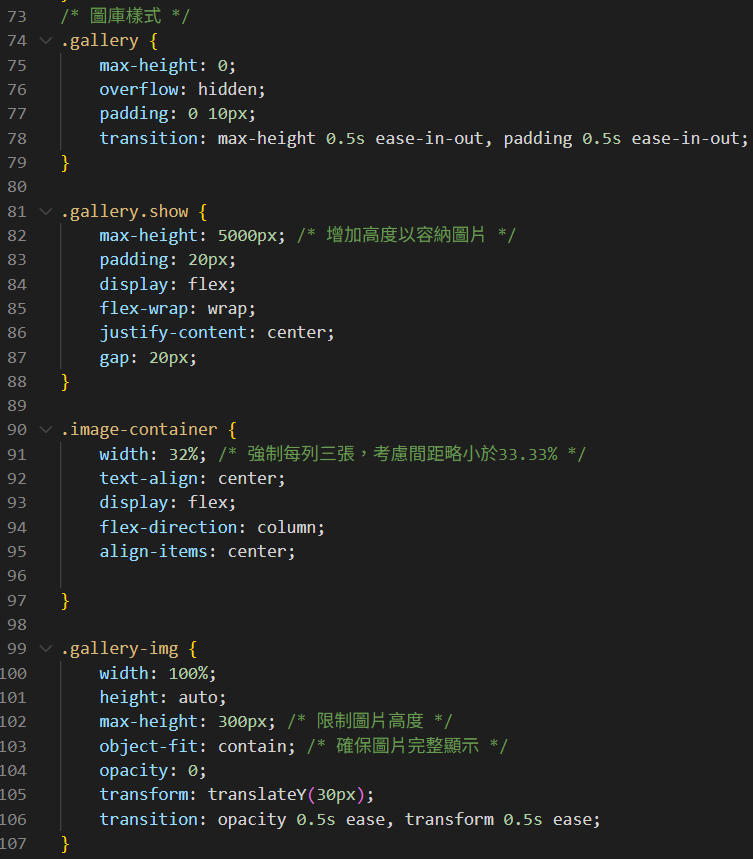 73 /* 圖庫樣式 */
74 .gallery {
75     max-height: 0;
76     overflow: hidden;
77     padding: 0 10px;
78     transition: max-height 0.5s ease-in-out, padding 0.5s ease-in-out;
79 }
80
81 .gallery.show {
82     max-height: 5000px; /* 增加高度以容納圖片 */
83     padding: 20px;
84     display: flex;
85     flex-wrap: wrap;
86     justify-content: center;
87     gap: 20px;
88 }
89
90 .image-container {
91     width: 32%; /* 強制每列三張，考慮間距略小於33.33% */
92     text-align: center;
93     display: flex;
94     flex-direction: column;
95     align-items: center;
96
97 }
98
99 .gallery-img {
100     width: 100%;
101     height: auto;
102     max-height: 300px; /* 限制圖片高度 */
103     object-fit: contain; /* 確保圖片完整顯示 */
104     opacity: 0;
105     transform: translateY(30px);
106     transition: opacity 0.5s ease, transform 0.5s ease;
107 }